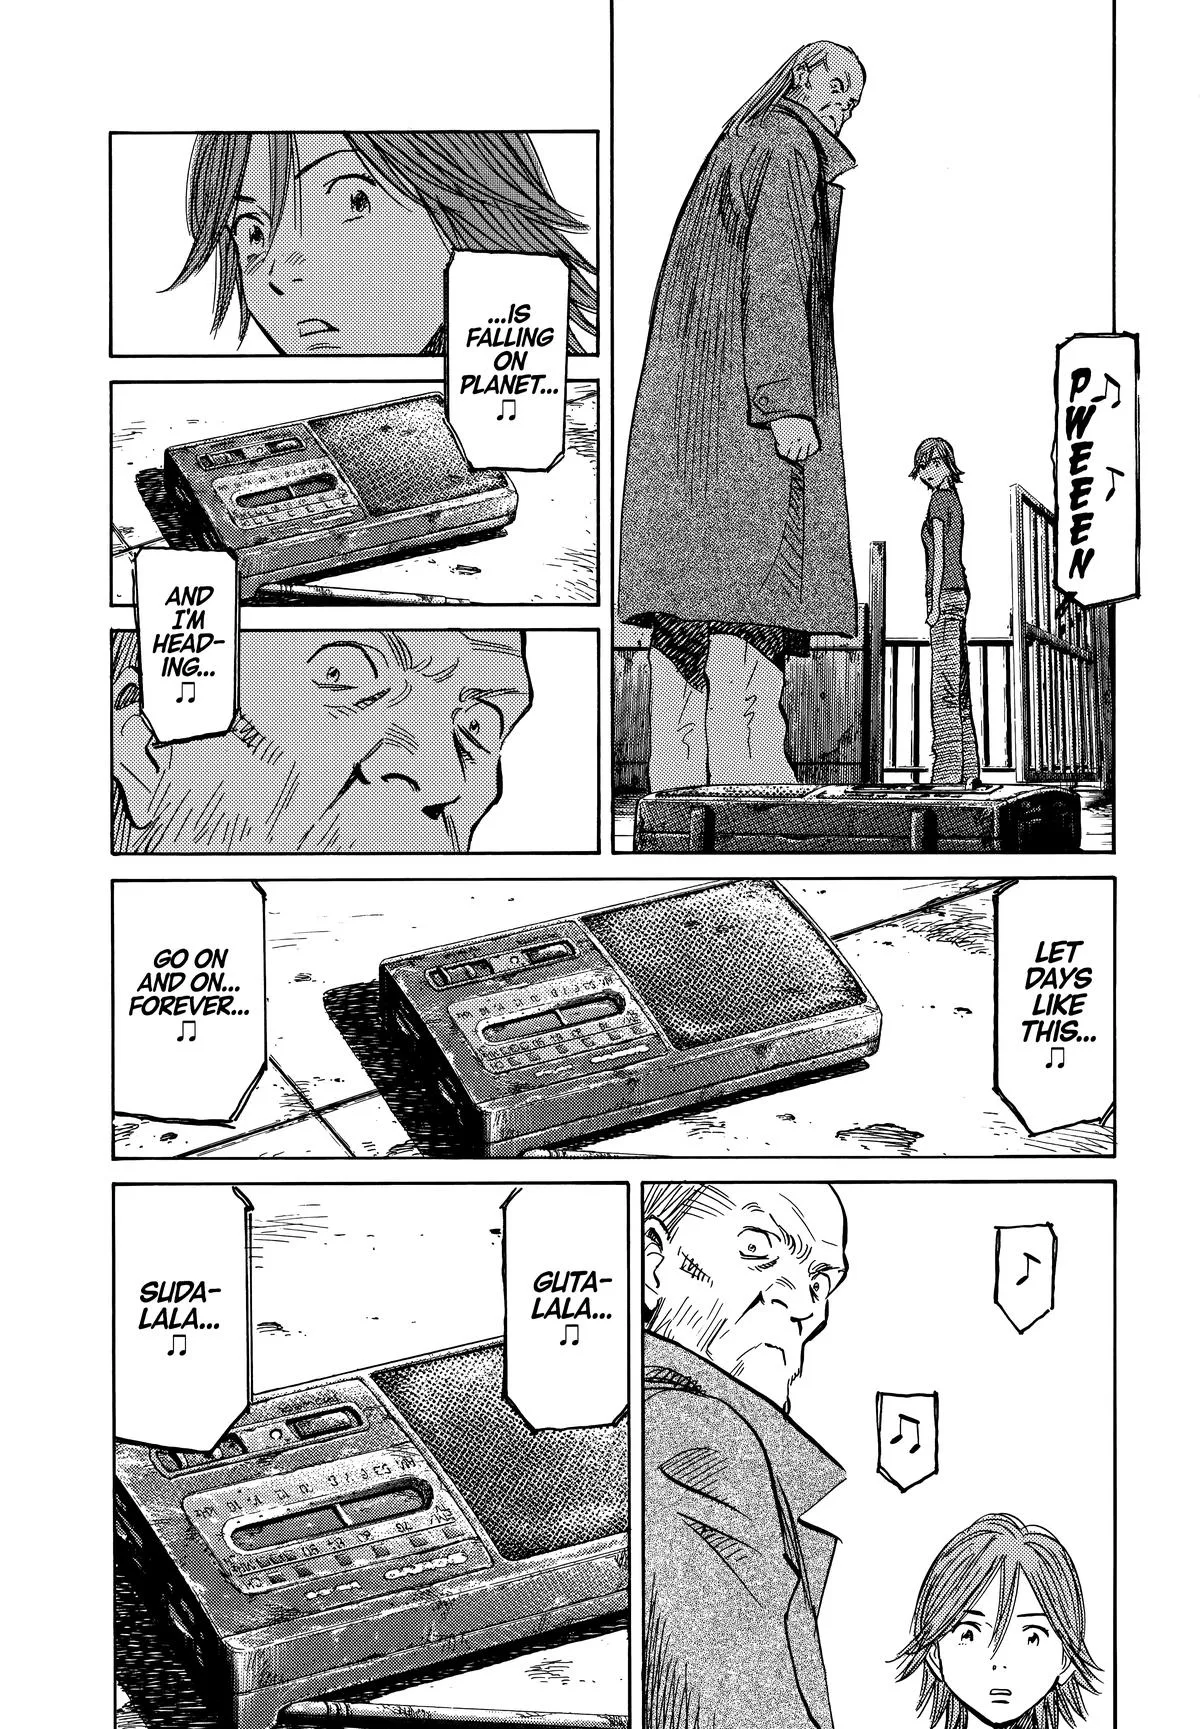 PWEEEN
♫
♪
...IS
FALLING
ON
PLANET...
♫
AND
I'M
HEAD-
ING...
♫
LET
DAYS
LIKE
THIS...
♫
GO ON
AND ON...
FOREVER...
♫
♪
♫
GUTA-
LALA...
♫
SUDA-
LALA...
♫